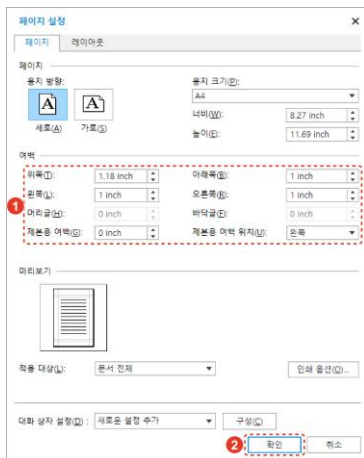 페이지 설정
페이지 레이아웃
페이지
용지 방향: 용지 크기(P):
A4
너비(W): 8.27 inch
세로(A) 가로(S) 높이(E): 11.69 inch
여백
위쪽(T): 1.18 inch 아래쪽(B): 1 inch
왼쪽(L): 1 inch 오른쪽(R): 1 inch
1
머리글(H): 0 inch 바닥글(F): 0 inch
제본용 여백(G): 0 inch 제본용 여백 위치(U): 왼쪽
미리보기
적용 대상(L): 문서 전체 인쇄 옵션(O)...
대화 상자 설정(D) : 새로운 설정 추가 구성(C)
2 확인 취소